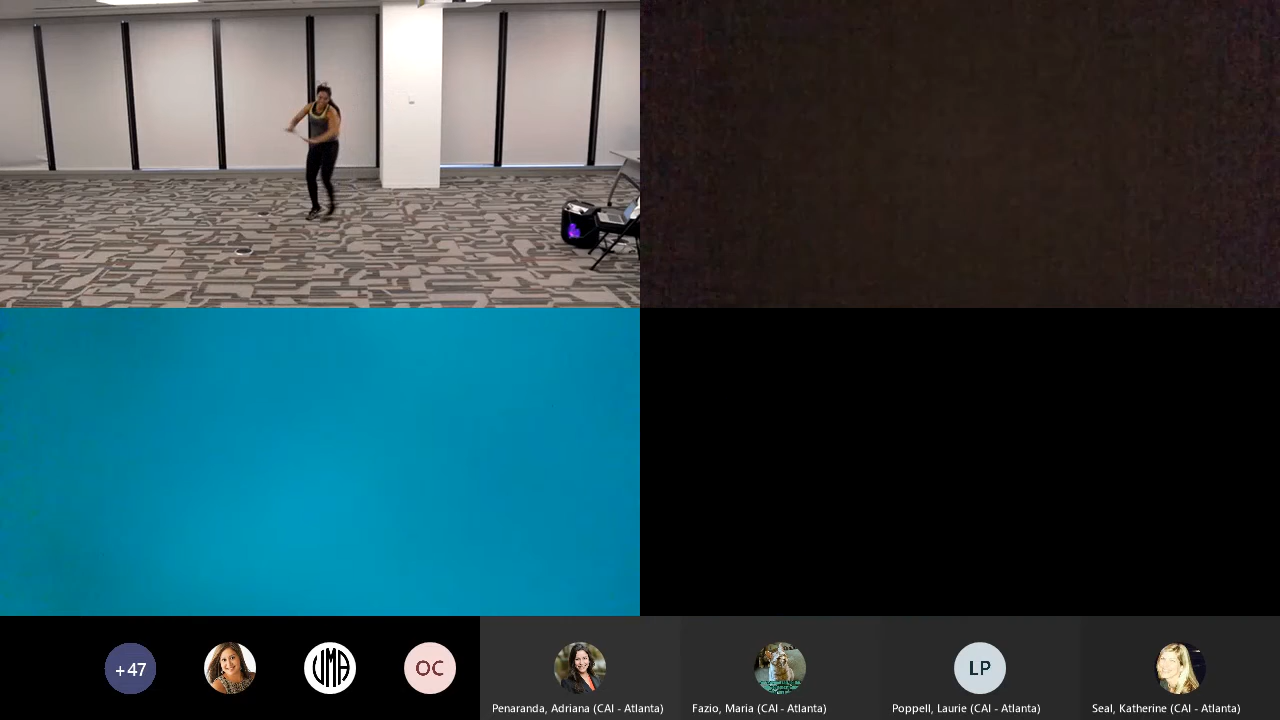 +47
UMA
OC
LP
Penaranda, Adriana (CAI - Atlanta)
Fazio, Maria (CAI - Atlanta)
Poppell, Laurie (CAI - Atlanta)
Seal, Katherine (CAI - Atlanta)